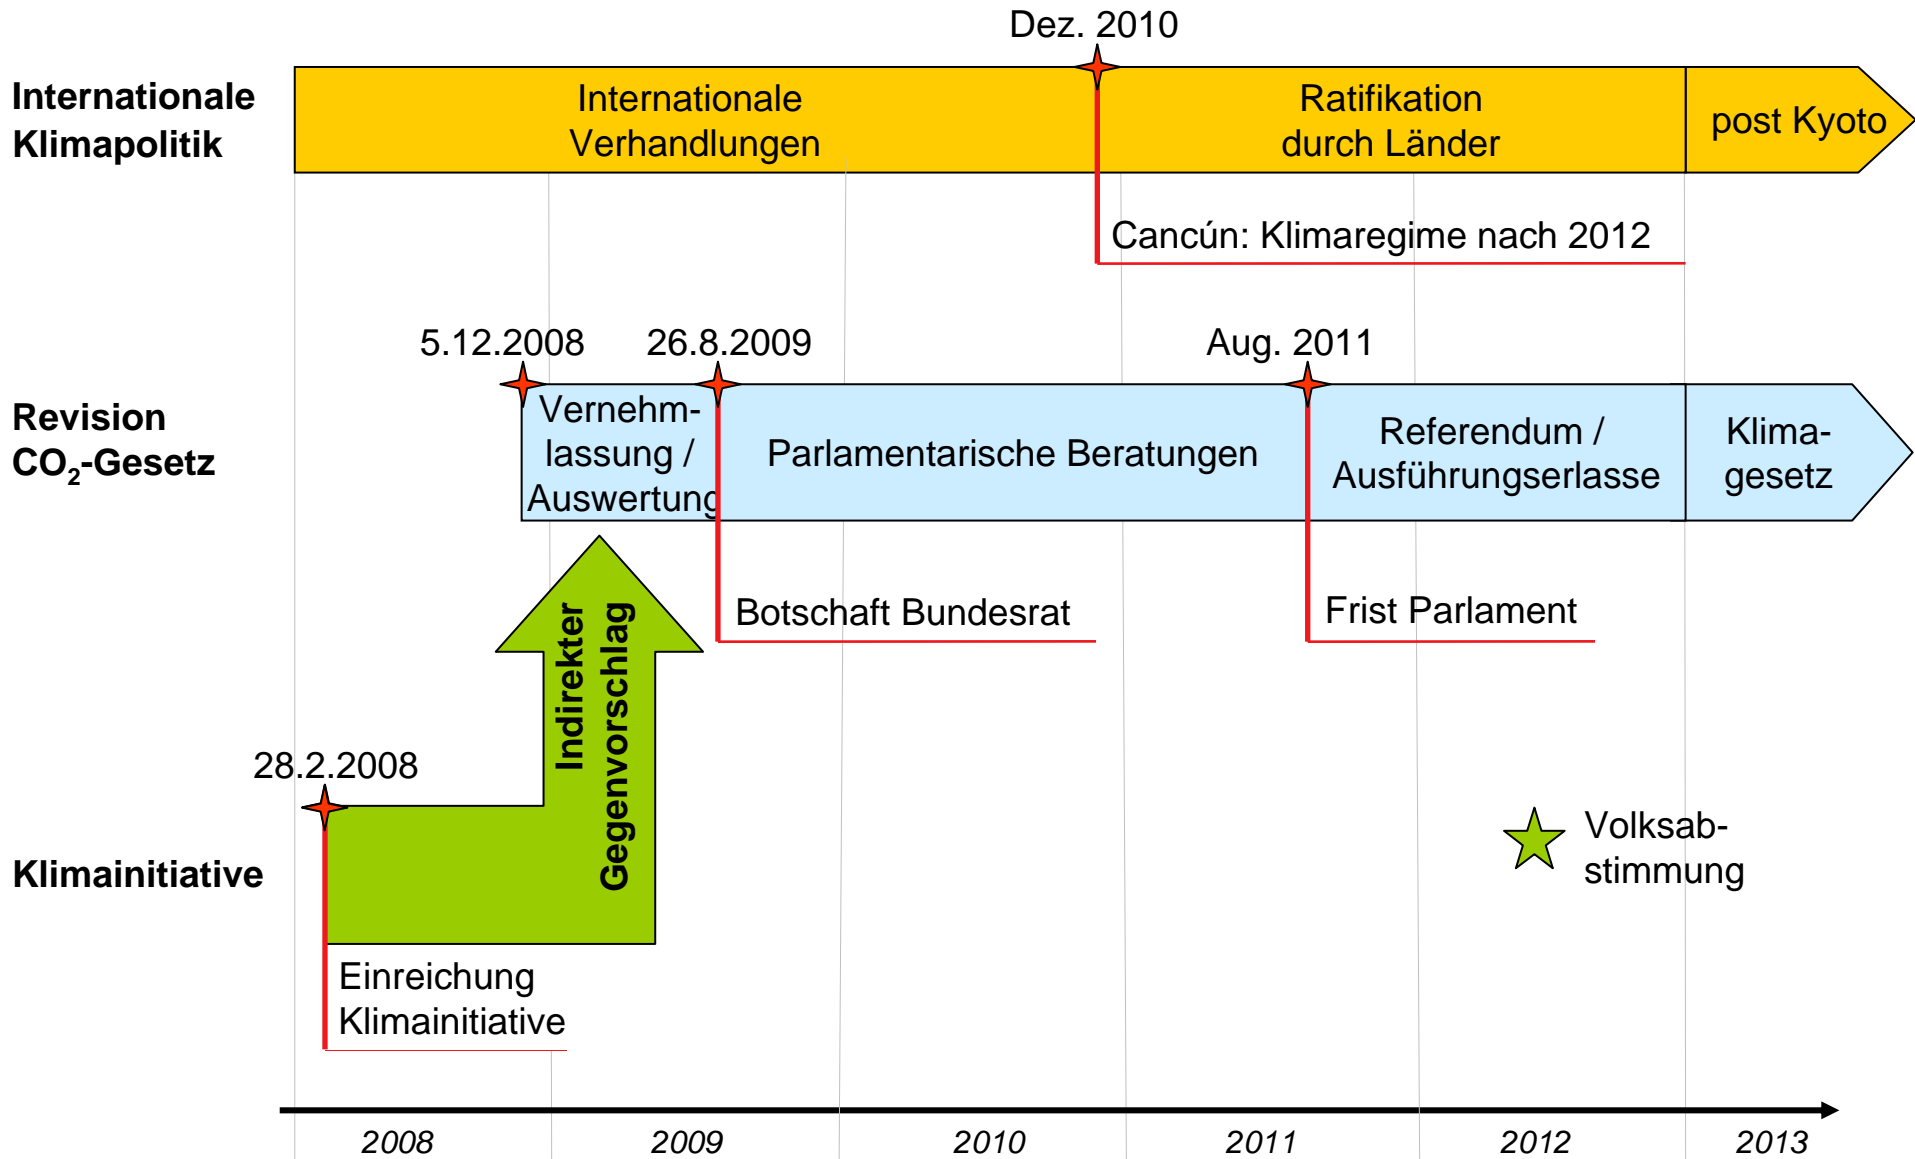 Dez. 2010
Internationale
Klimapolitik
Internationale
Verhandlungen
Ratifikation
durch Länder
post Kyoto
Cancún: Klimaregime nach 2012
5.12.2008
26.8.2009
Aug. 2011
Revision
CO₂-Gesetz
Vernehm-
lassung /
Auswertung
Parlamentarische Beratungen
Referendum /
Ausführungserlasse
Klima-
gesetz
Botschaft Bundesrat
Frist Parlament
Indirekter
Gegenvorschlag
28.2.2008
Klimainitiative
Volksab-
stimmung
Einreichung
Klimainitiative
2008
2009
2010
2011
2012
2013